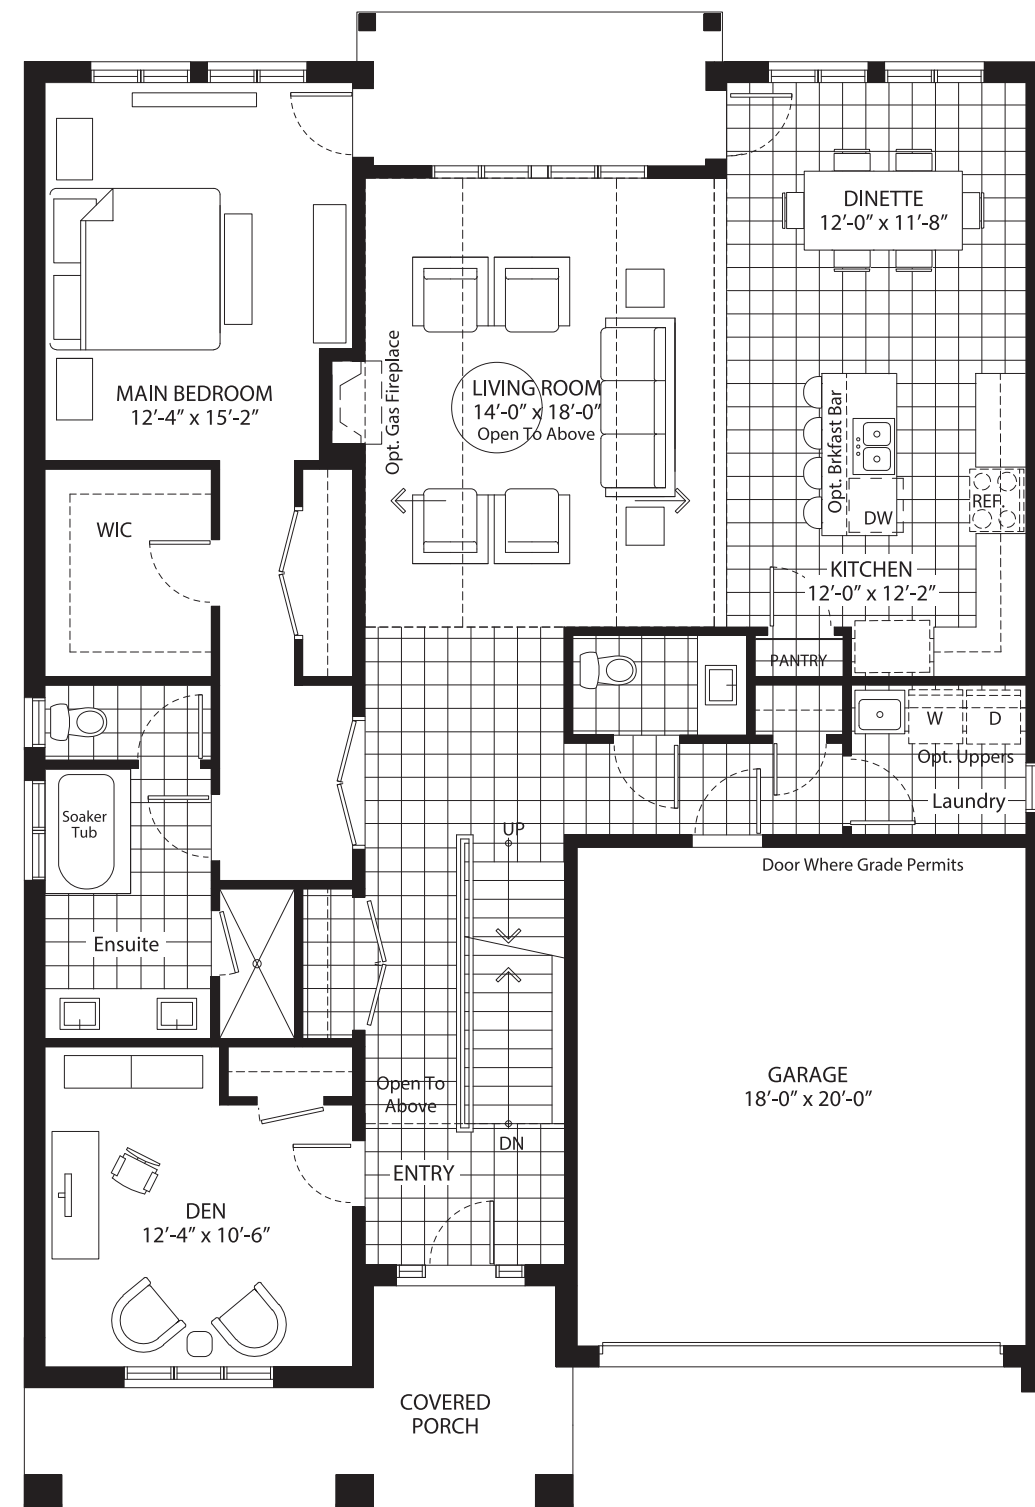 DINETTE
12’-0” x 11’-8”
MAIN BEDROOM
12’-4” x 15’-2”
Opt. Gas Fireplace
LIVING ROOM
14’-0” x 18’-0”
Open To Above
Opt. Brkfast Bar
DW
REF.
KITCHEN
12’-0” x 12’-2”
WIC
PANTRY
W
D
Opt. Uppers
Laundry
Soaker
Tub
UP
Door Where Grade Permits
Ensuite
Open To
Above
DN
ENTRY
GARAGE
18’-0” x 20’-0”
DEN
12’-4” x 10’-6”
COVERED
PORCH